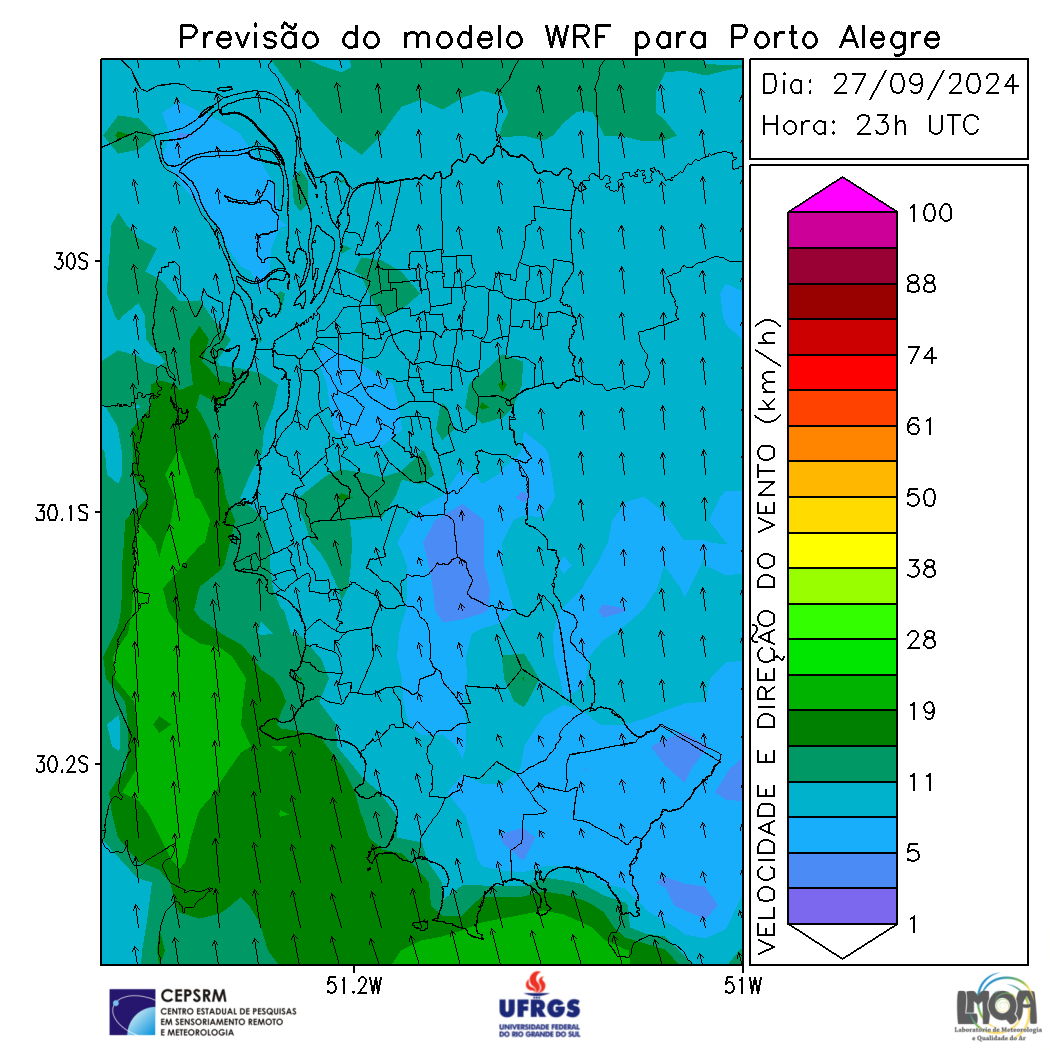 Previsão do modelo WRF para Porto Alegre
Dia: 27/09/2024
Hora: 23h UTC
30S
30.1S
30.2S
51.2W
51W
VELOCIDADE E DIREÇÃO DO VENTO (km/h)
100
88
74
61
50
38
28
19
11
5
1
CEPSRM
CENTRO ESTADUAL DE PESQUISAS
EM SENSORIAMENTO REMOTO
E METEOROLOGIA
UFRGS
UNIVERSIDADE FEDERAL
DO RIO GRANDE DO SUL
LMQA
Laboratório de Meteorologia
e Qualidade do Ar